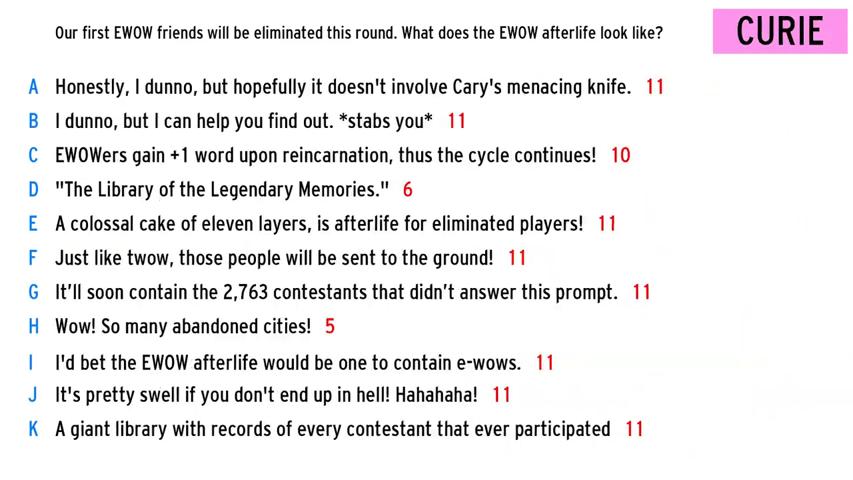 Our first EWOW friends will be eliminated this round. What does the EWOW afterlife look like?
CURIE
A Honestly, I dunno, but hopefully it doesn't involve Cary's menacing knife. 11
B I dunno, but I can help you find out. *stabs you* 11
C EWOWers gain +1 word upon reincarnation, thus the cycle continues! 10
D "The Library of the Legendary Memories." 6
E A colossal cake of eleven layers, is afterlife for eliminated players! 11
F Just like twow, those people will be sent to the ground! 11
G It’ll soon contain the 2,763 contestants that didn’t answer this prompt. 11
H Wow! So many abandoned cities! 5
I I'd bet the EWOW afterlife would be one to contain e-wows. 11
J It's pretty swell if you don't end up in hell! Hahahaha! 11
K A giant library with records of every contestant that ever participated 11